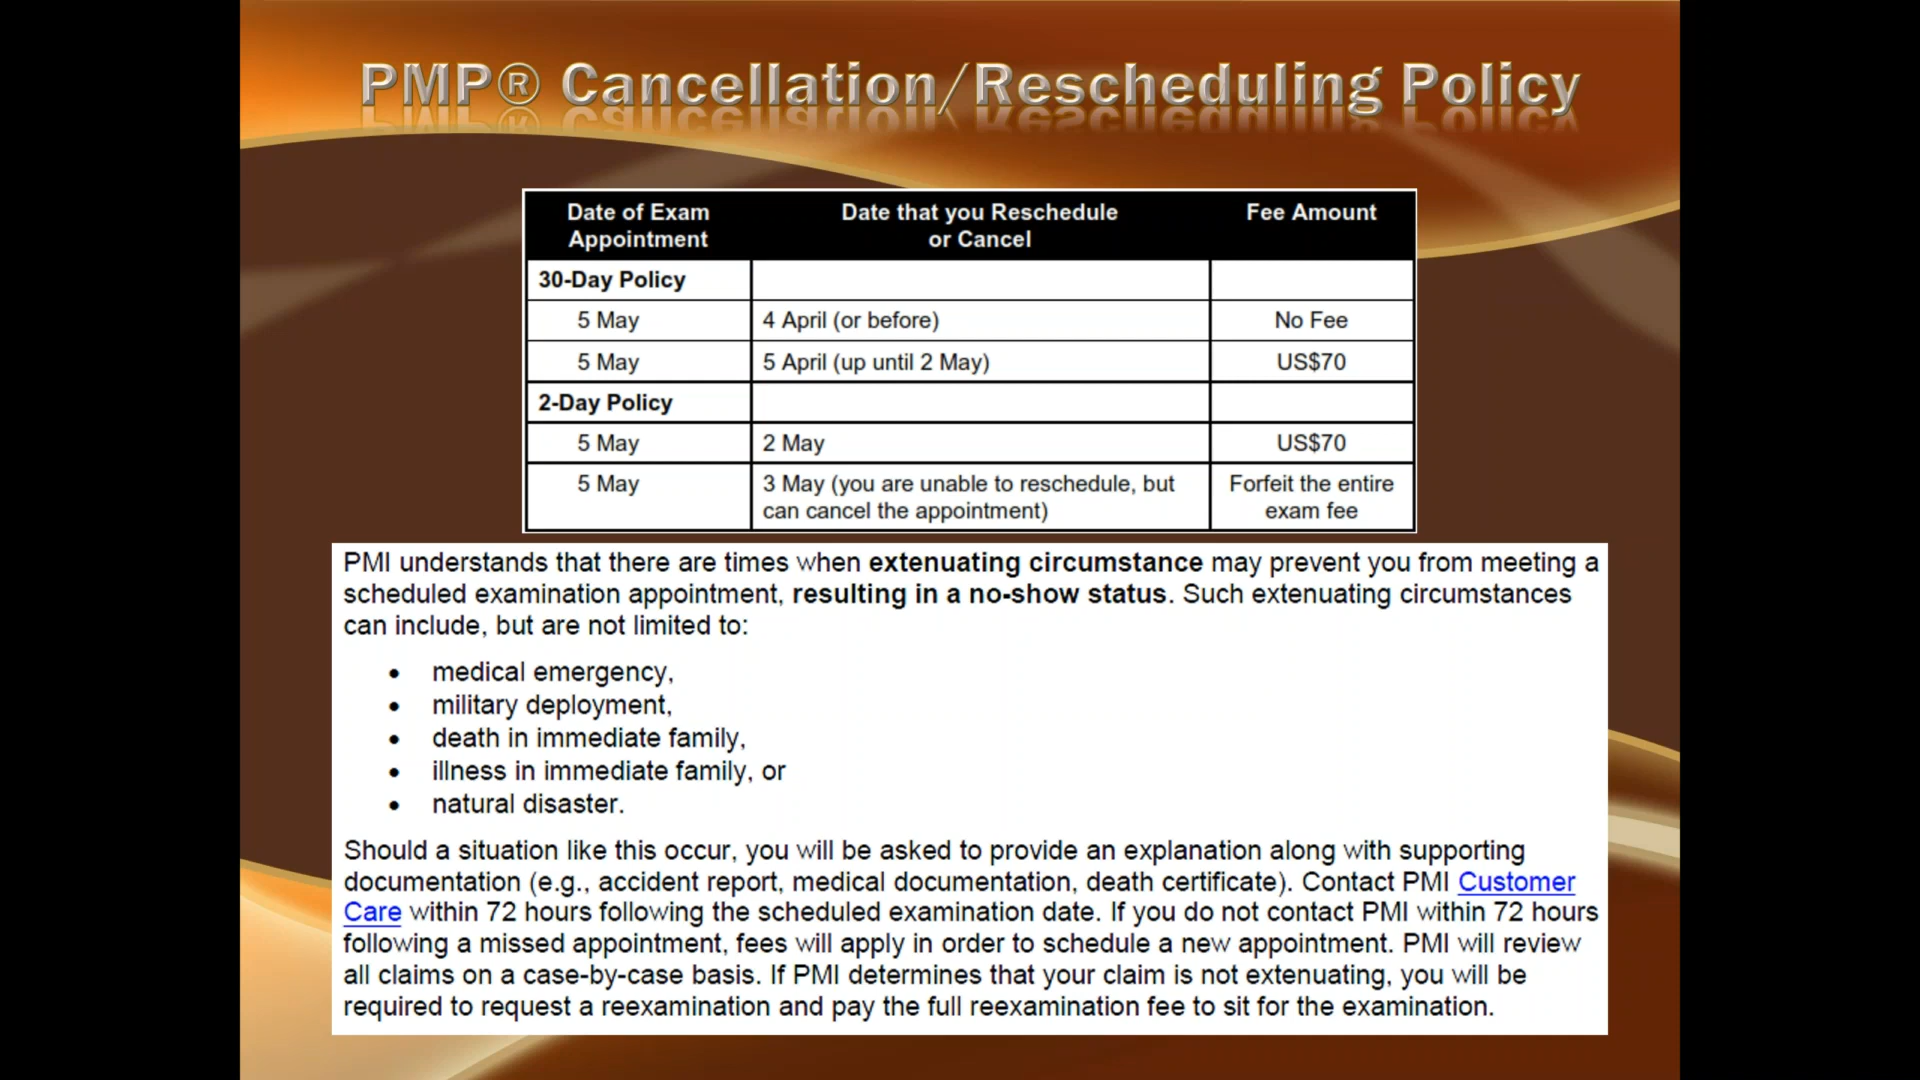 PMP® Cancellation/Rescheduling Policy
Date of Exam Appointment Date that you Reschedule or Cancel Fee Amount
30-Day Policy
5 May 4 April (or before) No Fee
5 May 5 April (up until 2 May) US$70
2-Day Policy
5 May 2 May US$70
5 May 3 May (you are unable to reschedule, but can cancel the appointment) Forfeit the entire exam fee
PMI understands that there are times when extenuating circumstance may prevent you from meeting a
scheduled examination appointment, resulting in a no-show status. Such extenuating circumstances
can include, but are not limited to:
• medical emergency,
• military deployment,
• death in immediate family,
• illness in immediate family, or
• natural disaster.
Should a situation like this occur, you will be asked to provide an explanation along with supporting
documentation (e.g., accident report, medical documentation, death certificate). Contact PMI Customer
Care within 72 hours following the scheduled examination date. If you do not contact PMI within 72 hours
following a missed appointment, fees will apply in order to schedule a new appointment. PMI will review
all claims on a case-by-case basis. If PMI determines that your claim is not extenuating, you will be
required to request a reexamination and pay the full reexamination fee to sit for the examination.